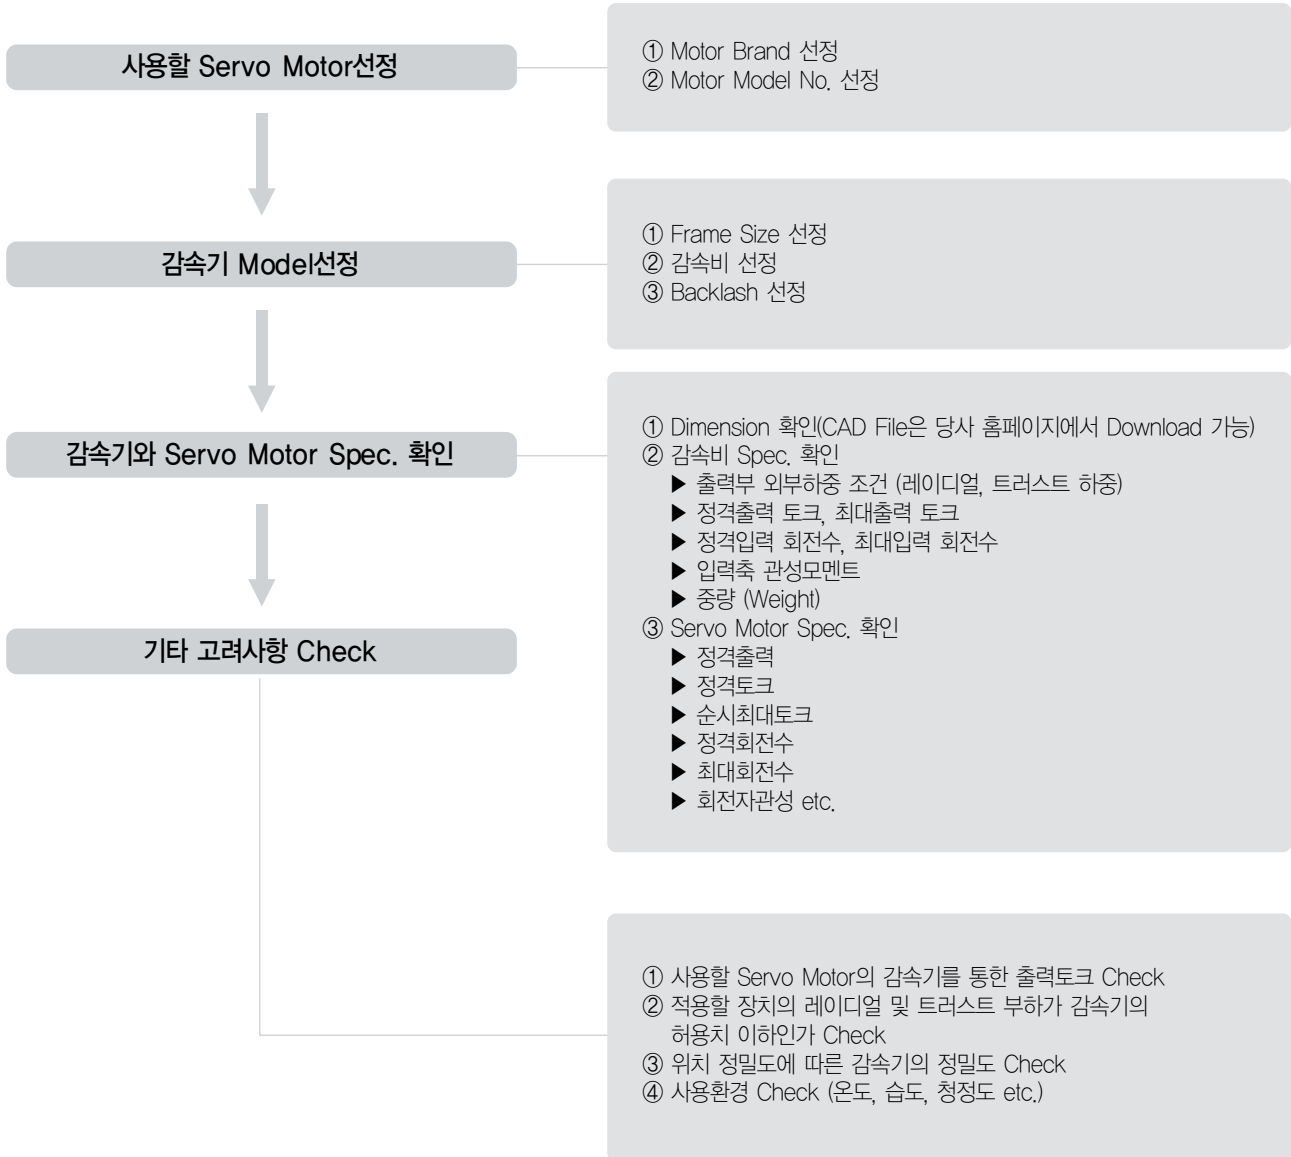 사용할 Servo Motor선정
① Motor Brand 선정
② Motor Model No. 선정
감속기 Model선정
① Frame Size 선정
② 감속비 선정
③ Backlash 선정
감속기와 Servo Motor Spec. 확인
① Dimension 확인(CAD File은 당사 홈페이지에서 Download 가능)
② 감속비 Spec. 확인
▶ 출력부 외부하중 조건 (레이디얼, 트러스트 하중)
▶ 정격출력 토크, 최대출력 토크
▶ 정격입력 회전수, 최대입력 회전수
▶ 입력축 관성모멘트
▶ 중량 (Weight)
③ Servo Motor Spec. 확인
▶ 정격출력
▶ 정격토크
▶ 순시최대토크
▶ 정격회전수
▶ 최대회전수
▶ 회전자관성 etc.
기타 고려사항 Check
① 사용할 Servo Motor의 감속기를 통한 출력토크 Check
② 적용할 장치의 레이디얼 및 트러스트 부하가 감속기의
허용치 이하인가 Check
③ 위치 정밀도에 따른 감속기의 정밀도 Check
④ 사용환경 Check (온도, 습도, 청정도 etc.)